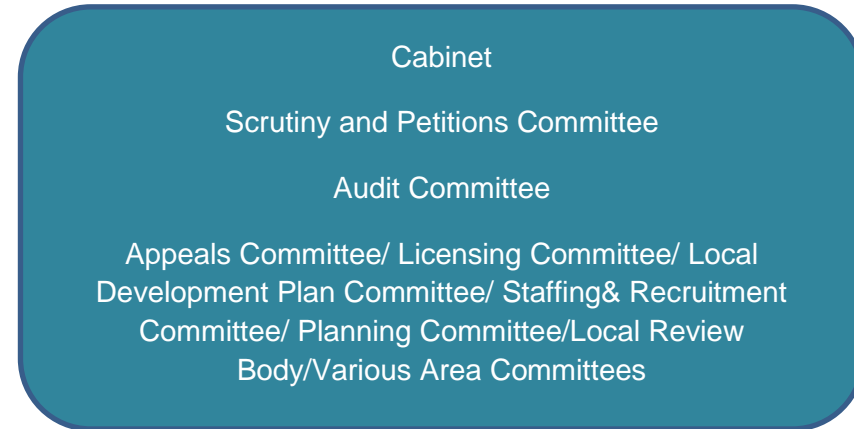 Cabinet
Scrutiny and Petitions Committee
Audit Committee
Appeals Committee/ Licensing Committee/ Local
Development Plan Committee/ Staffing& Recruitment
Committee/ Planning Committee/Local Review
Body/Various Area Committees